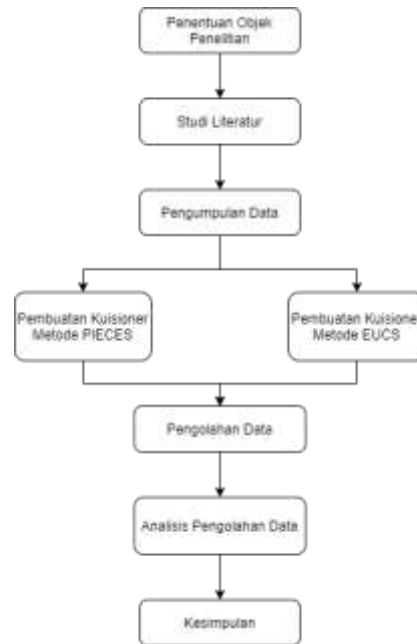 Penentuan Objek
Penelitian
Studi Literatur
Pengumpulan Data
Pembuatan Kuisioner
Metode PIECES
Pembuatan Kuisione
Metode EUCS
Pengolahan Data
Analisis Pengolahan Data
Kesimpulan